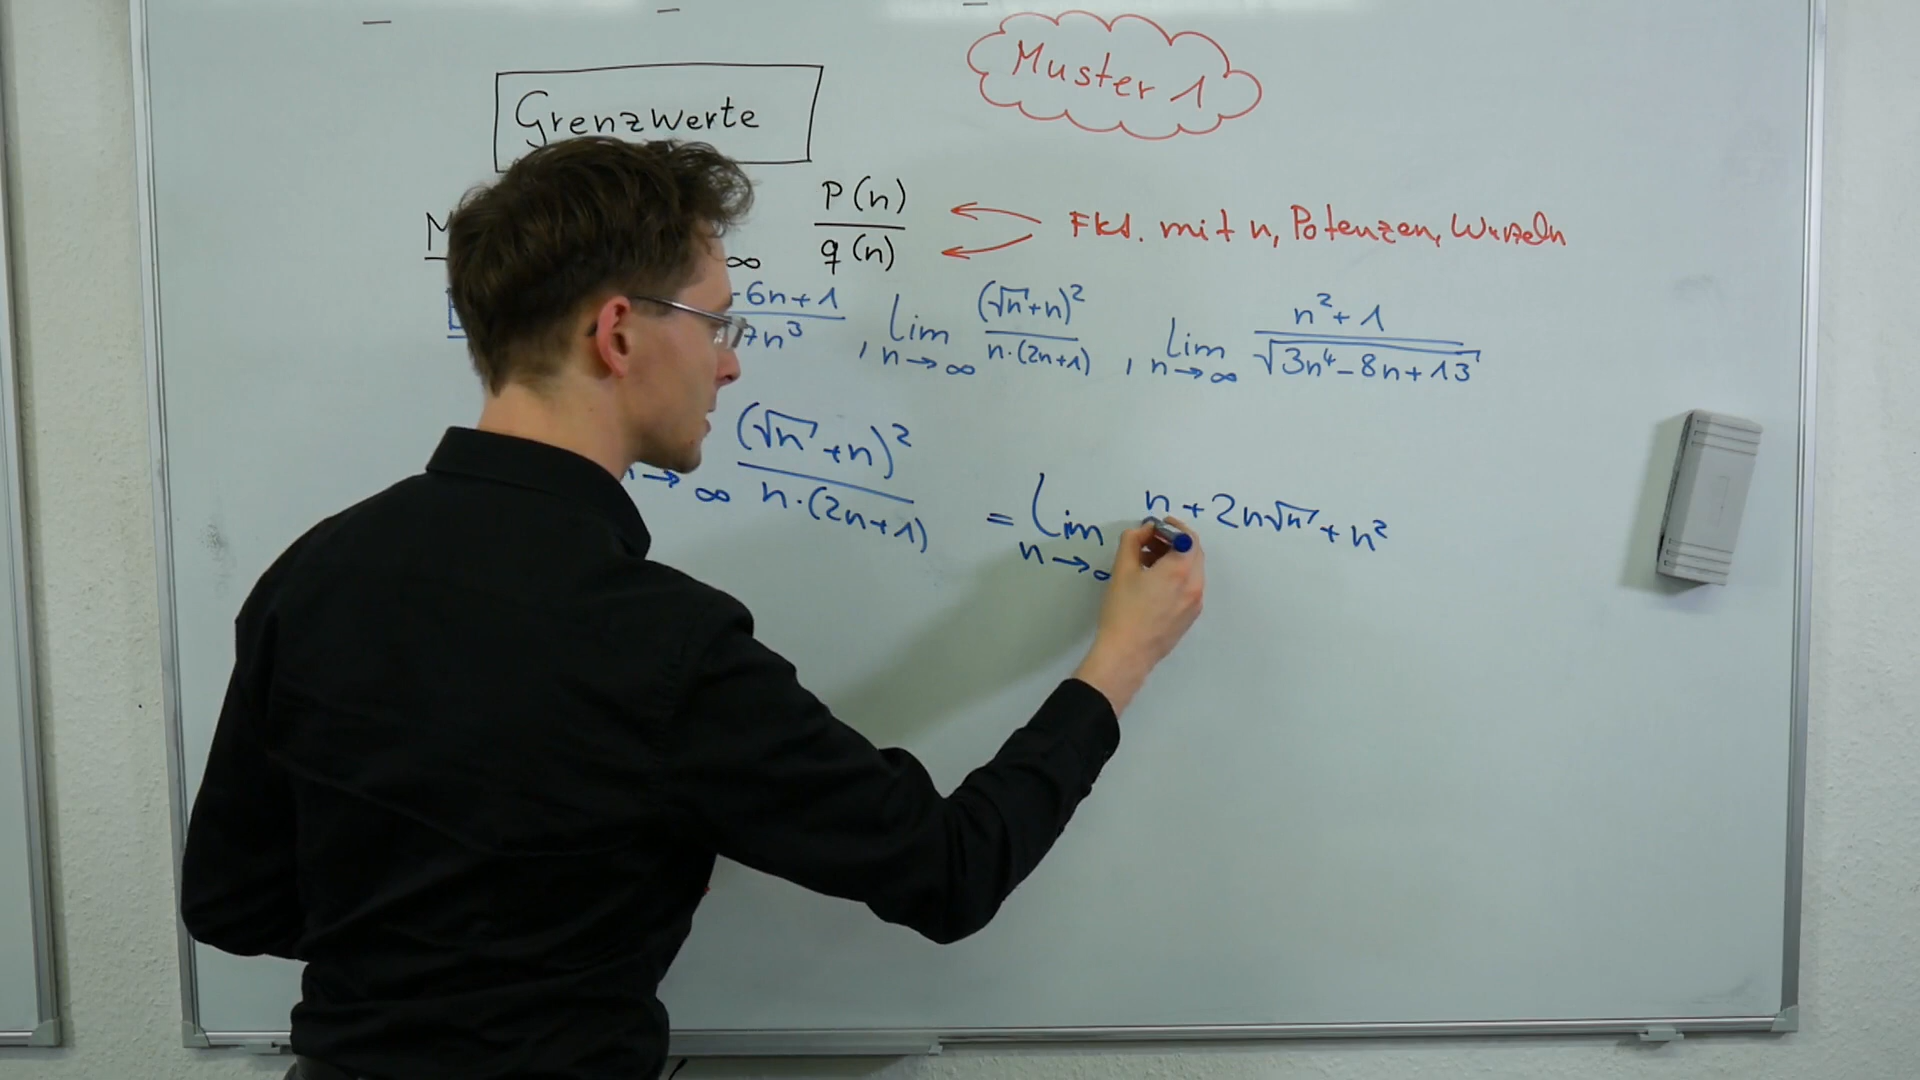 Muster 1
Grenzwerte
P(n)
q(n)
∞
Fkt. mit n, Potenzen, Wurzeln
-6n+1
7n³
, lim n→∞ (√n+n)² / n·(2n+1)
, lim n→∞ n²+1 / √3n⁴-8n+13
n→∞ (√n+n)² / n·(2n+1) = lim n→∞ n+2n√n+n²